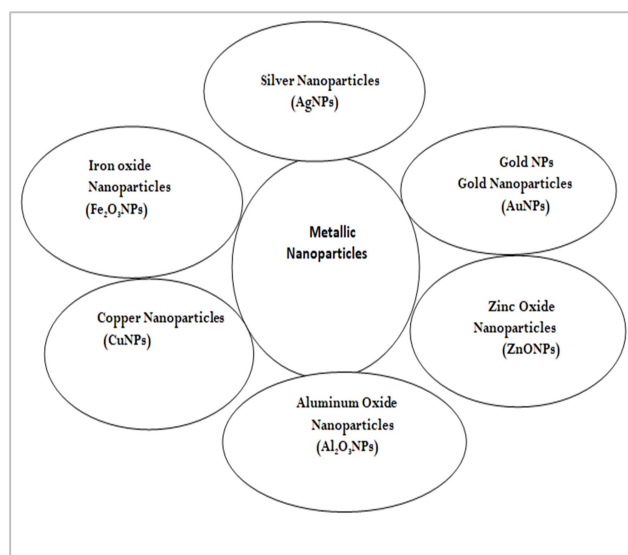 Silver Nanoparticles
(AgNPs)
Iron oxide
Nanoparticles
(Fe₂O₃NPs)
Gold NPs
Gold Nanoparticles
(AuNPs)
Metallic
Nanoparticles
Copper Nanoparticles
(CuNPs)
Zinc Oxide
Nanoparticles
(ZnONPs)
Aluminum Oxide
Nanoparticles
(Al₂O₃NPs)